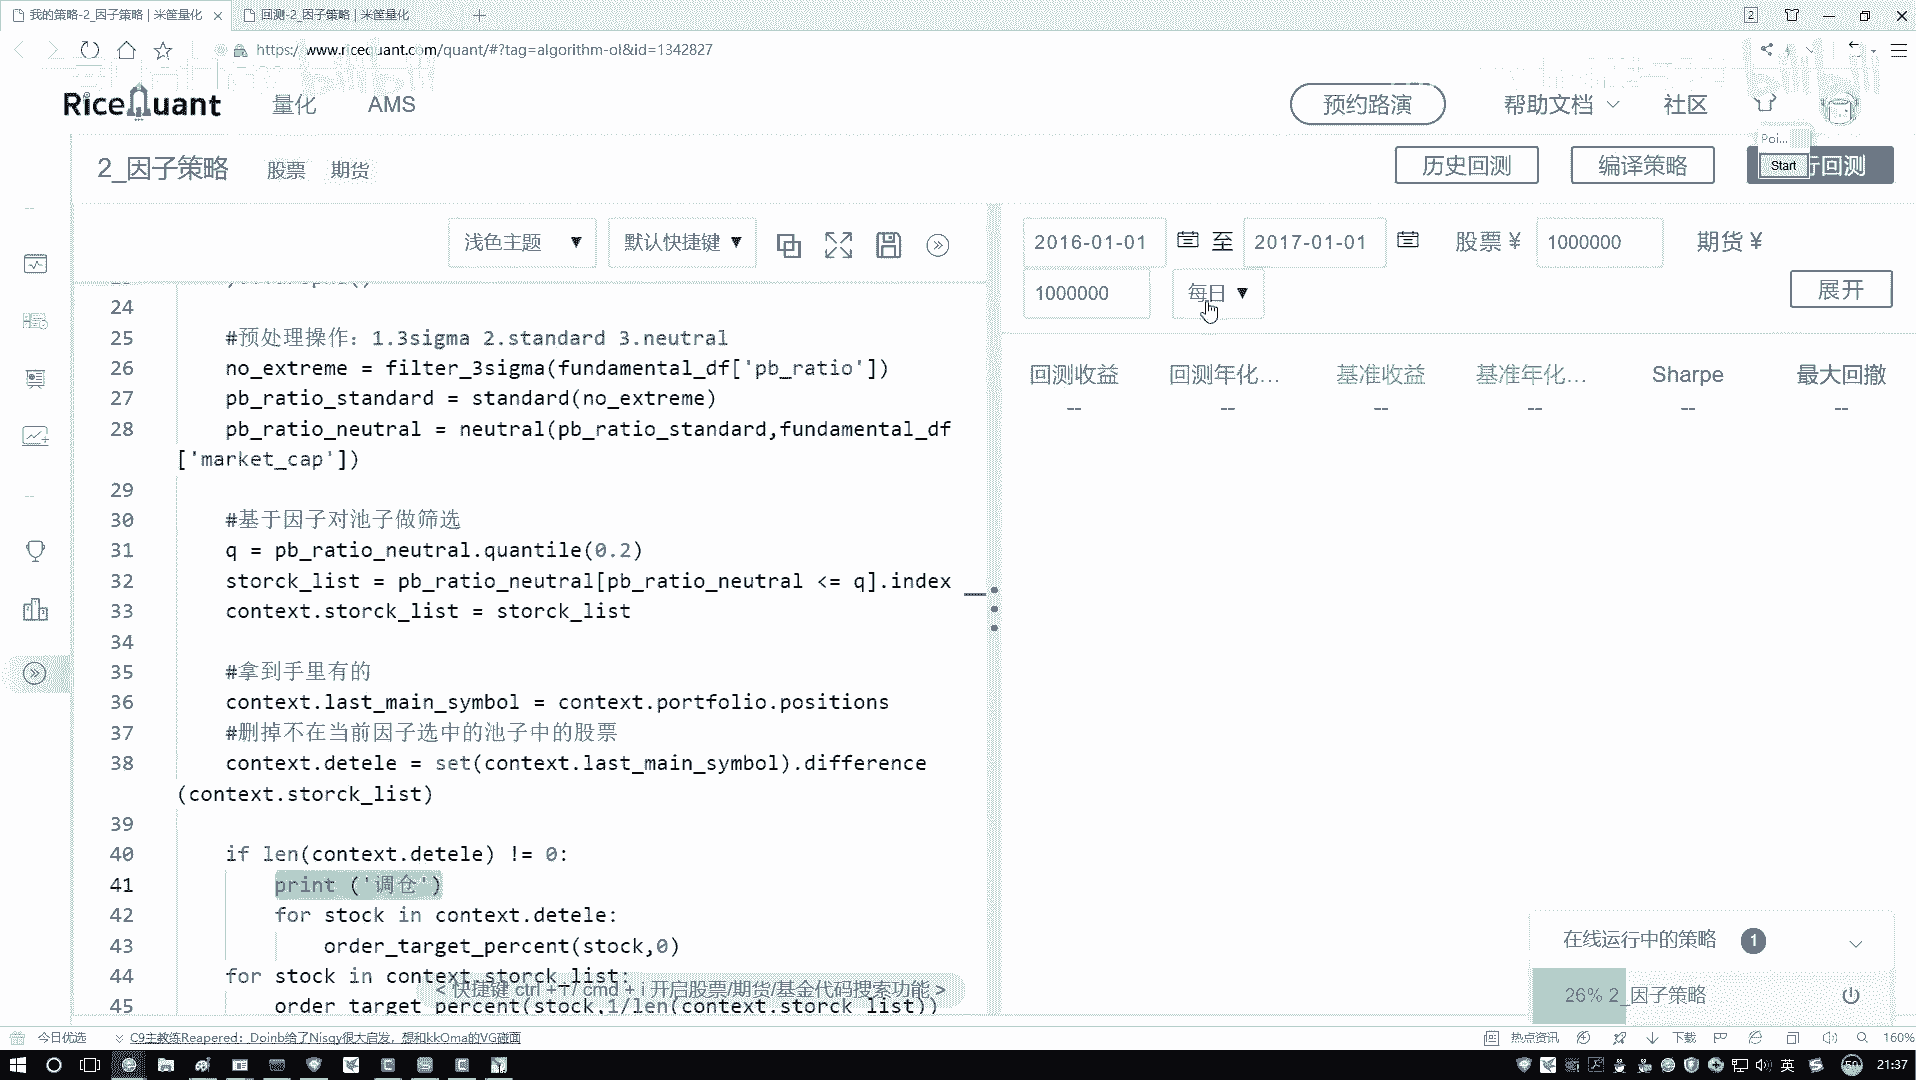 我的策略-2_因子策略 | 米筐量化
回测-2_因子策略 | 米筐量化
2
https://www.ricequant.com/quant/#?tag=algorithm-ol&id=1342827
RiceQuant 量化 AMS 预约路演 帮助文档 社区
Poi...
2_因子策略 股票 期货 历史回测 编译策略 Start 行回测
浅色主题 ▼ 默认快捷键 ▼
2016-01-01 至 2017-01-01 股票 ¥ 1000000 期货 ¥
1000000 每日 ▼ 展开
回测收益 回测年化... 基准收益 基准年化... Sharpe 最大回撤
-- -- -- -- -- --
24
25 #预处理操作：1.3sigma 2.standard 3.neutral
26 no_extreme = filter_3sigma(fundamental_df['pb_ratio'])
27 pb_ratio_standard = standard(no_extreme)
28 pb_ratio_neutral = neutral(pb_ratio_standard,fundamental_df
['market_cap'])
29
30 #基于因子对池子做筛选
31 q = pb_ratio_neutral.quantile(0.2)
32 storck_list = pb_ratio_neutral[pb_ratio_neutral <= q].index
33 context.storck_list = storck_list
34
35 #拿到手里有的
36 context.last_main_symbol = context.portfolio.positions
37 #删掉不在当前因子选中的池子中的股票
38 context.detele = set(context.last_main_symbol).difference
(context.storck_list)
39
40 if len(context.detele) != 0:
41 print ('调仓')
42 for stock in context.detele:
43 order_target_percent(stock,0)
44 for stock in context.storck_list:
< 快捷键 ctrl + i / cmd + i 开启股票/期货/基金代码搜索功能 >
45 order_target_percent(stock,1/len(context.storck_list))
在线运行中的策略 1
26% 2_因子策略
今日优选 C9主教练Reapered：Doinb给了Nisqy很大启发，想和kkOma的VG碰面 热点资讯 下载 160%
英 21:37